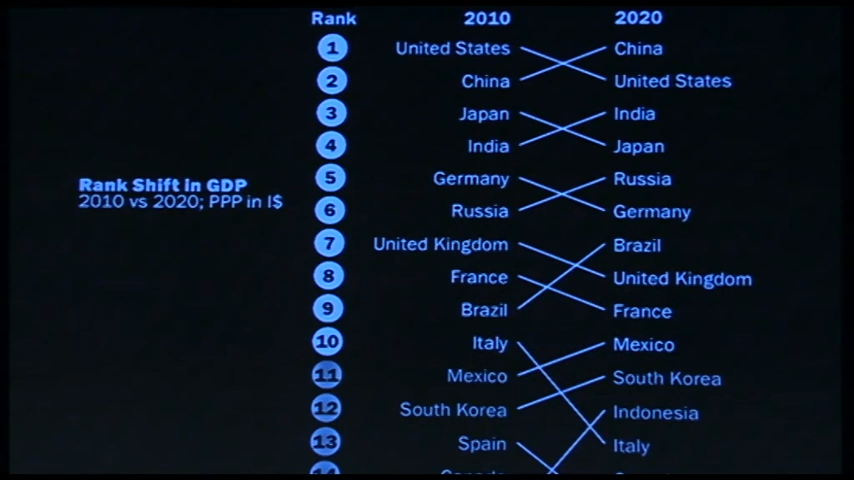 Rank 2010 2020
1 United States China
2 China United States
3 Japan India
4 India Japan
Rank Shift in GDP
2010 vs 2020; PPP in I$
5 Germany Russia
6 Russia Germany
7 United Kingdom Brazil
8 France United Kingdom
9 Brazil France
10 Italy Mexico
11 Mexico South Korea
12 South Korea Indonesia
13 Spain Italy